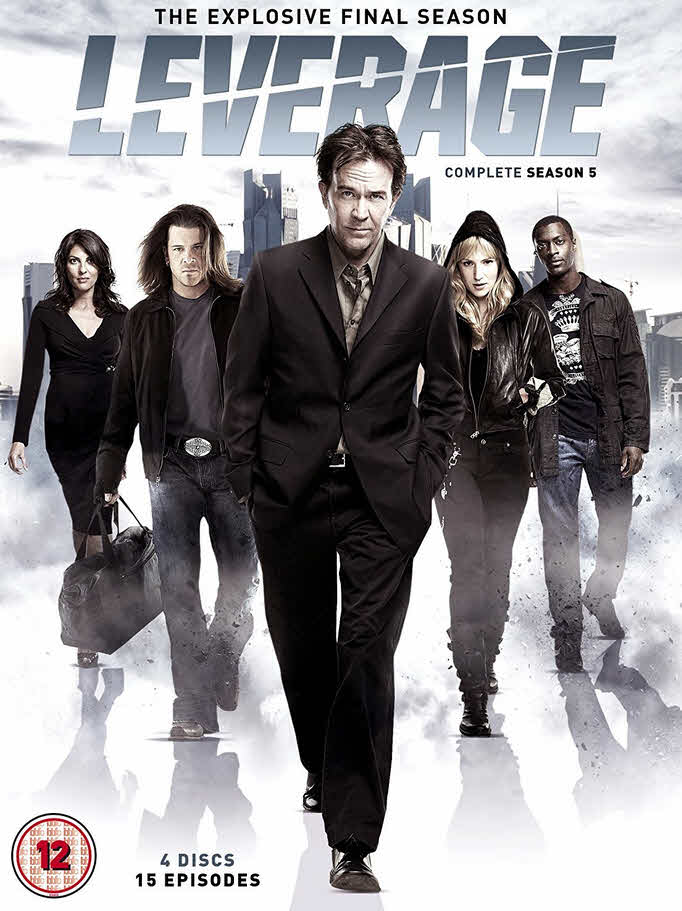 THE EXPLOSIVE FINAL SEASON
LEVERAGE
COMPLETE SEASON 5
12
4 DISCS
15 EPISODES